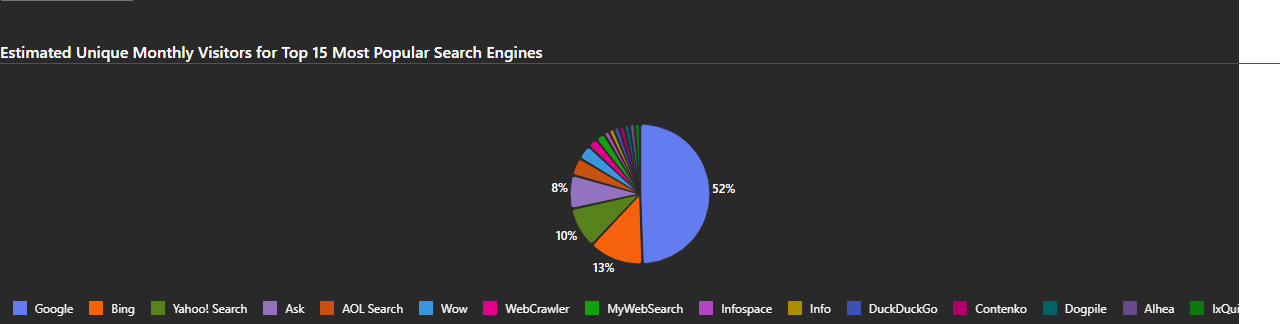 Estimated Unique Monthly Visitors for Top 15 Most Popular Search Engines
8%
52%
10%
13%
Google Bing Yahoo! Search Ask AOL Search Wow WebCrawler MyWebSearch Infospace Info DuckDuckGo Contenko Dogpile Alhea IxQui